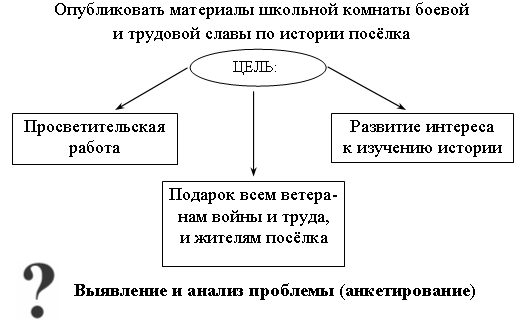 Опубликовать материалы школьной комнаты боевой
и трудовой славы по истории посёлка
ЦЕЛЬ:
Просветительская
работа
Развитие интереса
к изучению истории
Подарок всем ветера-
нам войны и труда,
и жителям посёлка
?
Выявление и анализ проблемы (анкетирование)